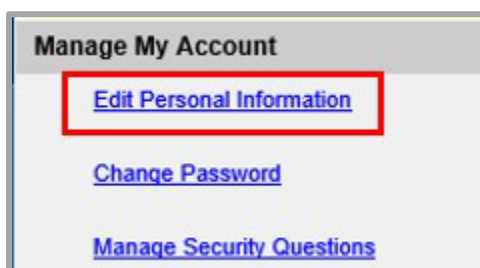 Manage My Account
Edit Personal Information
Change Password
Manage Security Questions